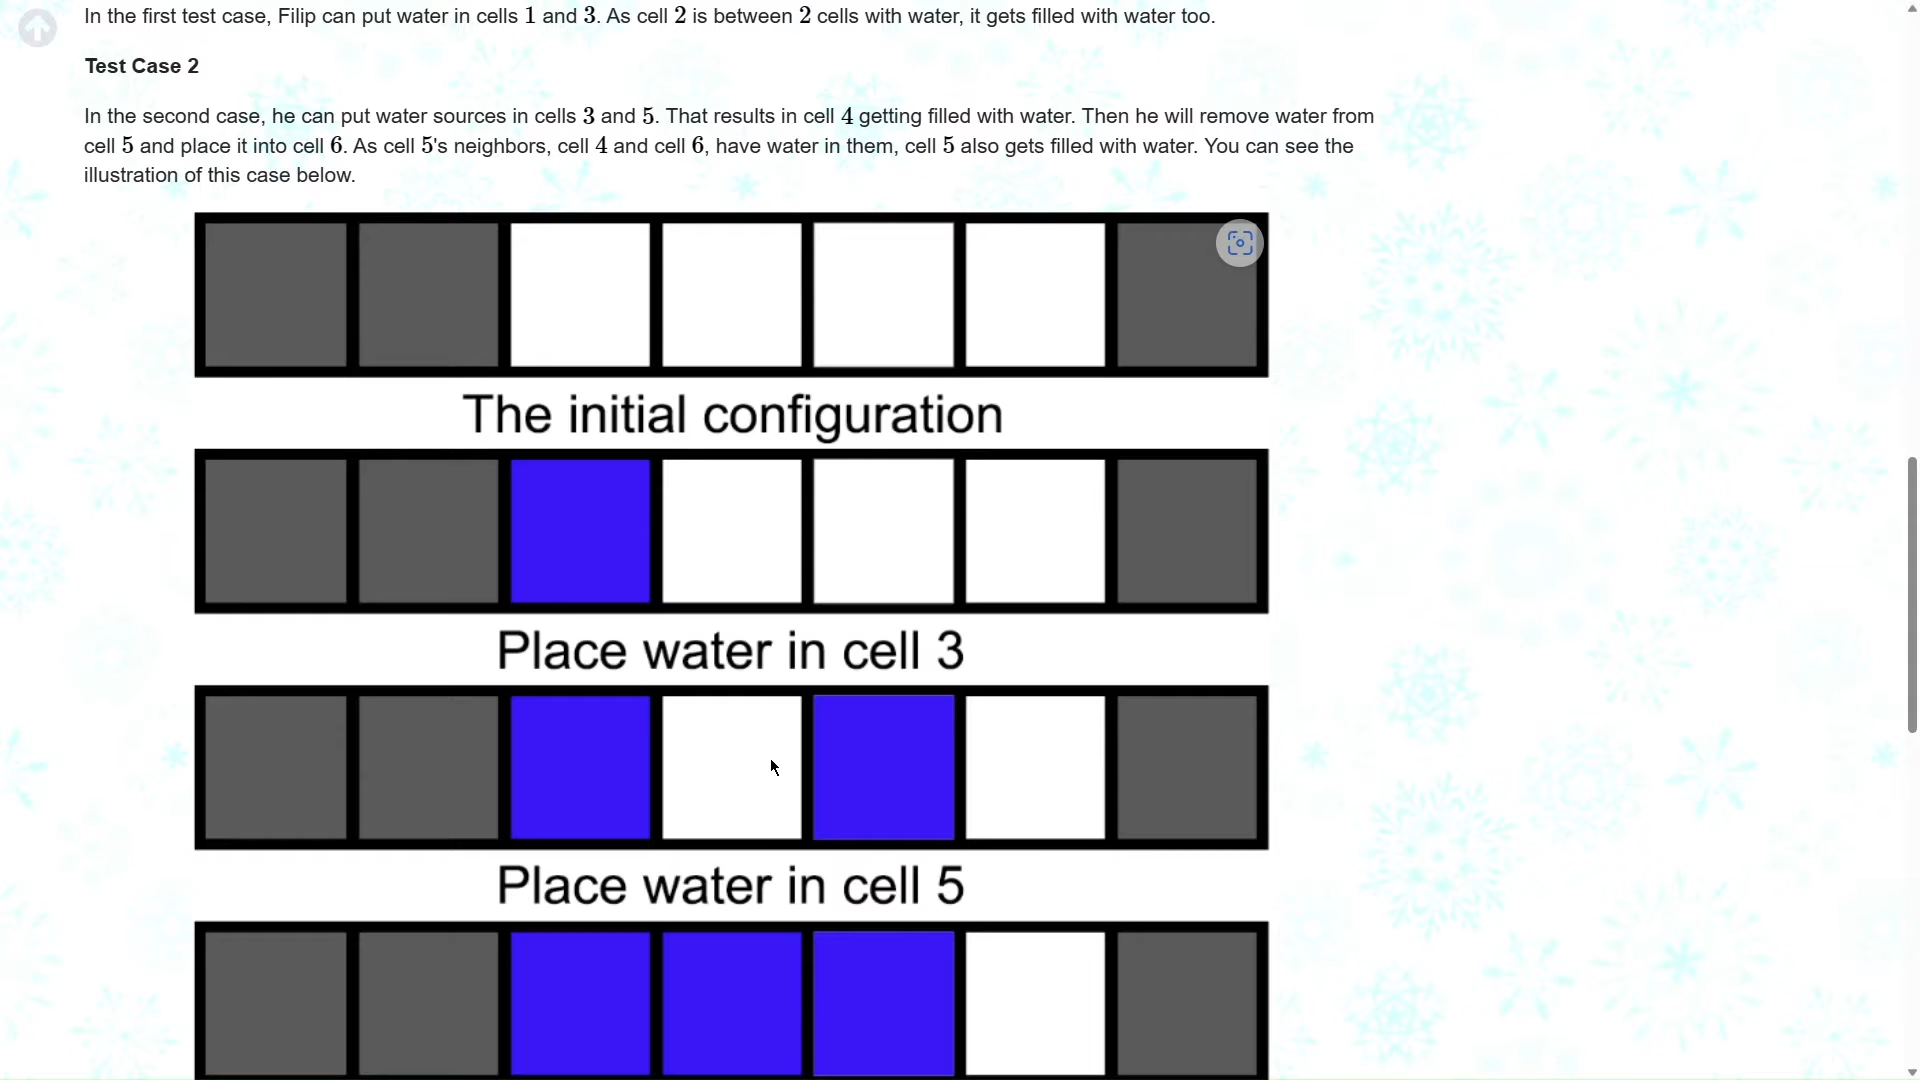 In the first test case, Filip can put water in cells 1 and 3. As cell 2 is between 2 cells with water, it gets filled with water too.
Test Case 2
In the second case, he can put water sources in cells 3 and 5. That results in cell 4 getting filled with water. Then he will remove water from
cell 5 and place it into cell 6. As cell 5's neighbors, cell 4 and cell 6, have water in them, cell 5 also gets filled with water. You can see the
illustration of this case below.
The initial configuration
Place water in cell 3
Place water in cell 5